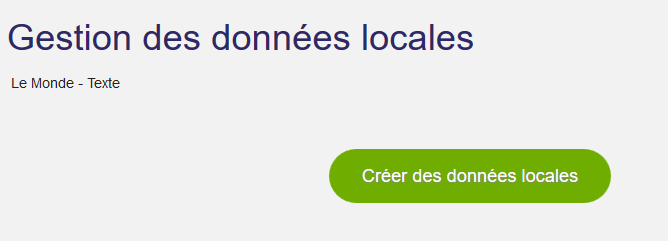 Gestion des données locales
Le Monde - Texte
Créer des données locales